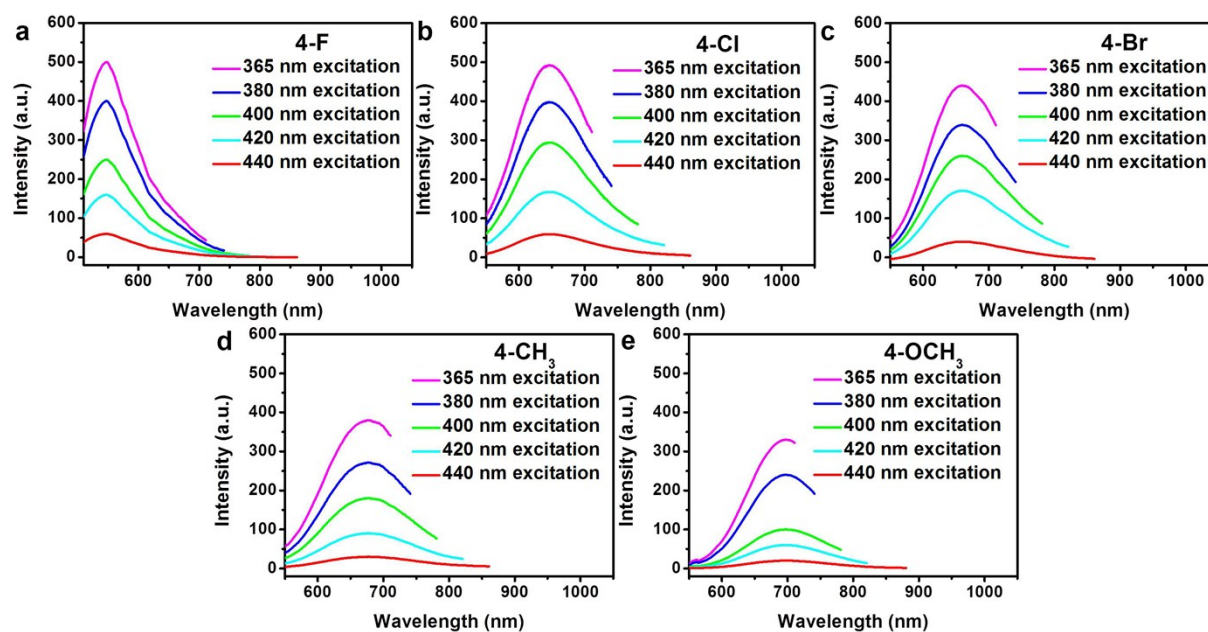 a
4-F
365 nm excitation
380 nm excitation
400 nm excitation
420 nm excitation
440 nm excitation
600
500
400
300
200
100
0
Intensity (a.u.)
600 700 800 900 1000
Wavelength (nm)
b
4-Cl
365 nm excitation
380 nm excitation
400 nm excitation
420 nm excitation
440 nm excitation
600
500
400
300
200
100
0
Intensity (a.u.)
600 700 800 900 1000
Wavelength (nm)
c
4-Br
365 nm excitation
380 nm excitation
400 nm excitation
420 nm excitation
440 nm excitation
600
500
400
300
200
100
0
Intensity (a.u.)
600 700 800 900 1000
Wavelength (nm)
d
4-CH₃
365 nm excitation
380 nm excitation
400 nm excitation
420 nm excitation
440 nm excitation
600
500
400
300
200
100
0
Intensity (a.u.)
600 700 800 900 1000
Wavelength (nm)
e
4-OCH₃
365 nm excitation
380 nm excitation
400 nm excitation
420 nm excitation
440 nm excitation
600
500
400
300
200
100
0
Intensity (a.u.)
600 700 800 900 1000
Wavelength (nm)